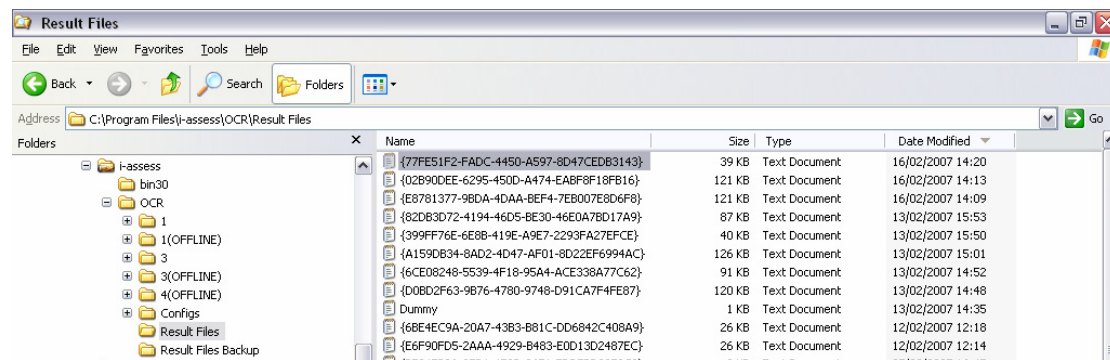 Result Files
File Edit View Favorites Tools Help
Back Search Folders
Address C:\Program Files\i-assess\OCR\Result Files Go
Folders
i-assess
bin30
OCR
1
1(OFFLINE)
3
3(OFFLINE)
4(OFFLINE)
Configs
Result Files
Result Files Backup
Name Size Type Date Modified
{77FE51F2-FADC-4450-A597-8D47CEDB3143} 39 KB Text Document 16/02/2007 14:20
{02B90DEE-6295-450D-A474-EABF8F18FB16} 121 KB Text Document 16/02/2007 14:13
{E8781377-9BDA-4DAA-BEF4-7EB007E8D6F8} 121 KB Text Document 16/02/2007 14:09
{82DB3D72-4194-46D5-BE30-46E0A7BD17A9} 87 KB Text Document 13/02/2007 15:53
{399FF76E-6E8B-419E-A9E7-2293FA27EFCE} 40 KB Text Document 13/02/2007 15:50
{A159DB34-8AD2-4D47-AF01-8D22EF6994AC} 126 KB Text Document 13/02/2007 15:01
{6CE08248-5539-4F18-95A4-ACE338A77C62} 91 KB Text Document 13/02/2007 14:52
{D0BD2F63-9B76-4780-9748-D91CA7F4FE87} 120 KB Text Document 13/02/2007 14:48
Dummy 1 KB Text Document 13/02/2007 14:35
{6BE4EC9A-20A7-43B3-B81C-DD6842C408A9} 26 KB Text Document 12/02/2007 12:18
{E6F90FD5-2AAA-4929-B483-E0D13D2487EC} 26 KB Text Document 12/02/2007 12:14